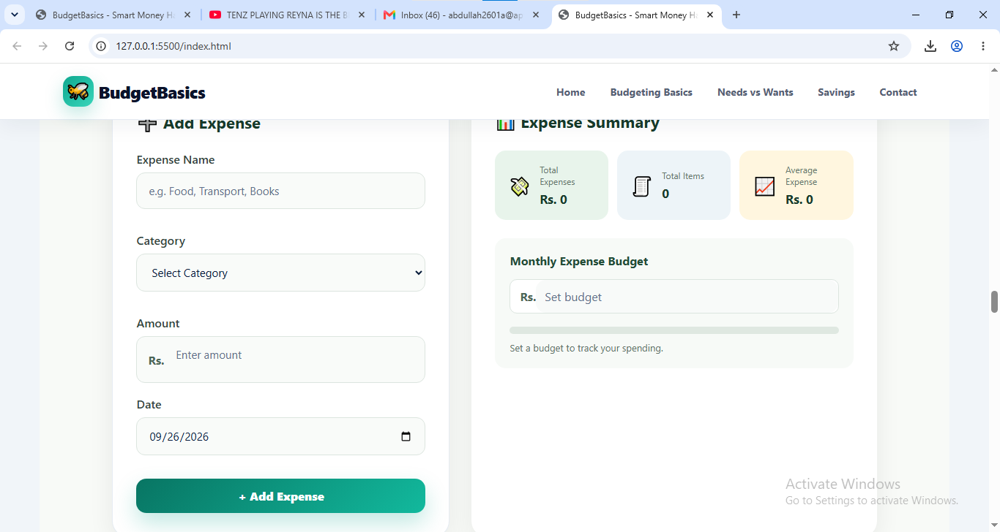 BudgetBasics - Smart Money H
TENZ PLAYING REYNA IS THE B
Inbox (46) - abdullah2601a@ap
BudgetBasics - Smart Money H
127.0.0.1:5500/index.html
BudgetBasics
Home
Budgeting Basics
Needs vs Wants
Savings
Contact
Add Expense
Expense Name
e.g. Food, Transport, Books
Category
Select Category
Amount
Rs. Enter amount
Date
09/26/2026
+ Add Expense
Expense Summary
Total
Expenses
Rs. 0
Total Items
0
Average
Expense
Rs. 0
Monthly Expense Budget
Rs. Set budget
Set a budget to track your spending.
Activate Windows
Go to Settings to activate Windows.